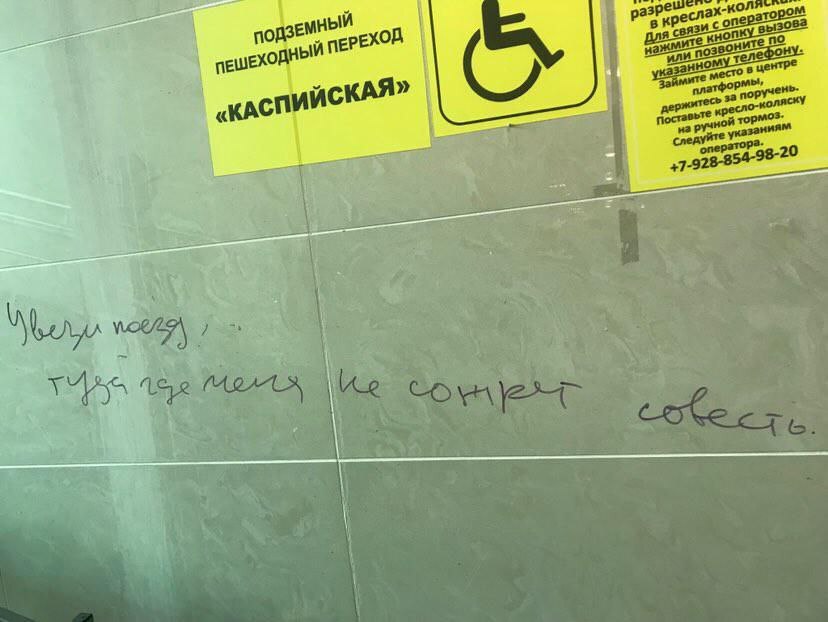 ПОДЗЕМНЫЙ
ПЕШЕХОДНЫЙ ПЕРЕХОД
«КАСПИЙСКАЯ»
разрешено
в креслах-колясках.
Для связи с оператором
нажмите кнопку вызова
или позвоните по
указанному телефону.
Займите место в центре
платформы,
держитесь за поручень.
Поставьте кресло-коляску
на ручной тормоз.
Следуйте указаниям
оператора.
+7-928-854-98-20
Увези поезд,..
туда где меня не сожрет совесть.